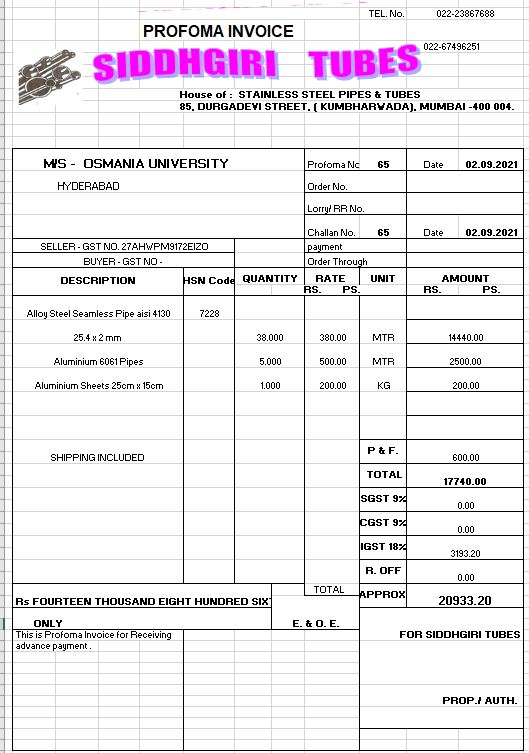 TEL. No. 022-23867688
PROFOMA INVOICE
022-67496251
SIDDHGIRI TUBES
House of : STAINLESS STEEL PIPES & TUBES
85, DURGADEVI STREET, ( KUMBHARWADA), MUMBAI -400 004.
M/S - OSMANIA UNIVERSITY Profoma No 65 Date 02.09.2021
HYDERABAD Order No.
Lorry/ RR No.
Challan No. 65 Date 02.09.2021
SELLER - GST NO. 27AHWPM9172EIZO payment
BUYER - GST NO - Order Through
DESCRIPTION HSN Code QUANTITY RATE UNIT AMOUNT
RS. PS. RS. PS.
Alloy Steel Seamless Pipe aisi 4130 7228
25.4 x 2 mm 38.000 380.00 MTR 14440.00
Aluminium 6061 Pipes 5.000 500.00 MTR 2500.00
Aluminium Sheets 25cm x 15cm 1.000 200.00 KG 200.00
SHIPPING INCLUDED P & F. 600.00
TOTAL 17740.00
SGST 9% 0.00
CGST 9% 0.00
IGST 18% 3193.20
R. OFF 0.00
TOTAL APPROX 20933.20
Rs FOURTEEN THOUSAND EIGHT HUNDRED SIX
ONLY E. & O. E.
This is Profoma Invoice for Receiving
advance payment .
FOR SIDDHGIRI TUBES
PROP./ AUTH.